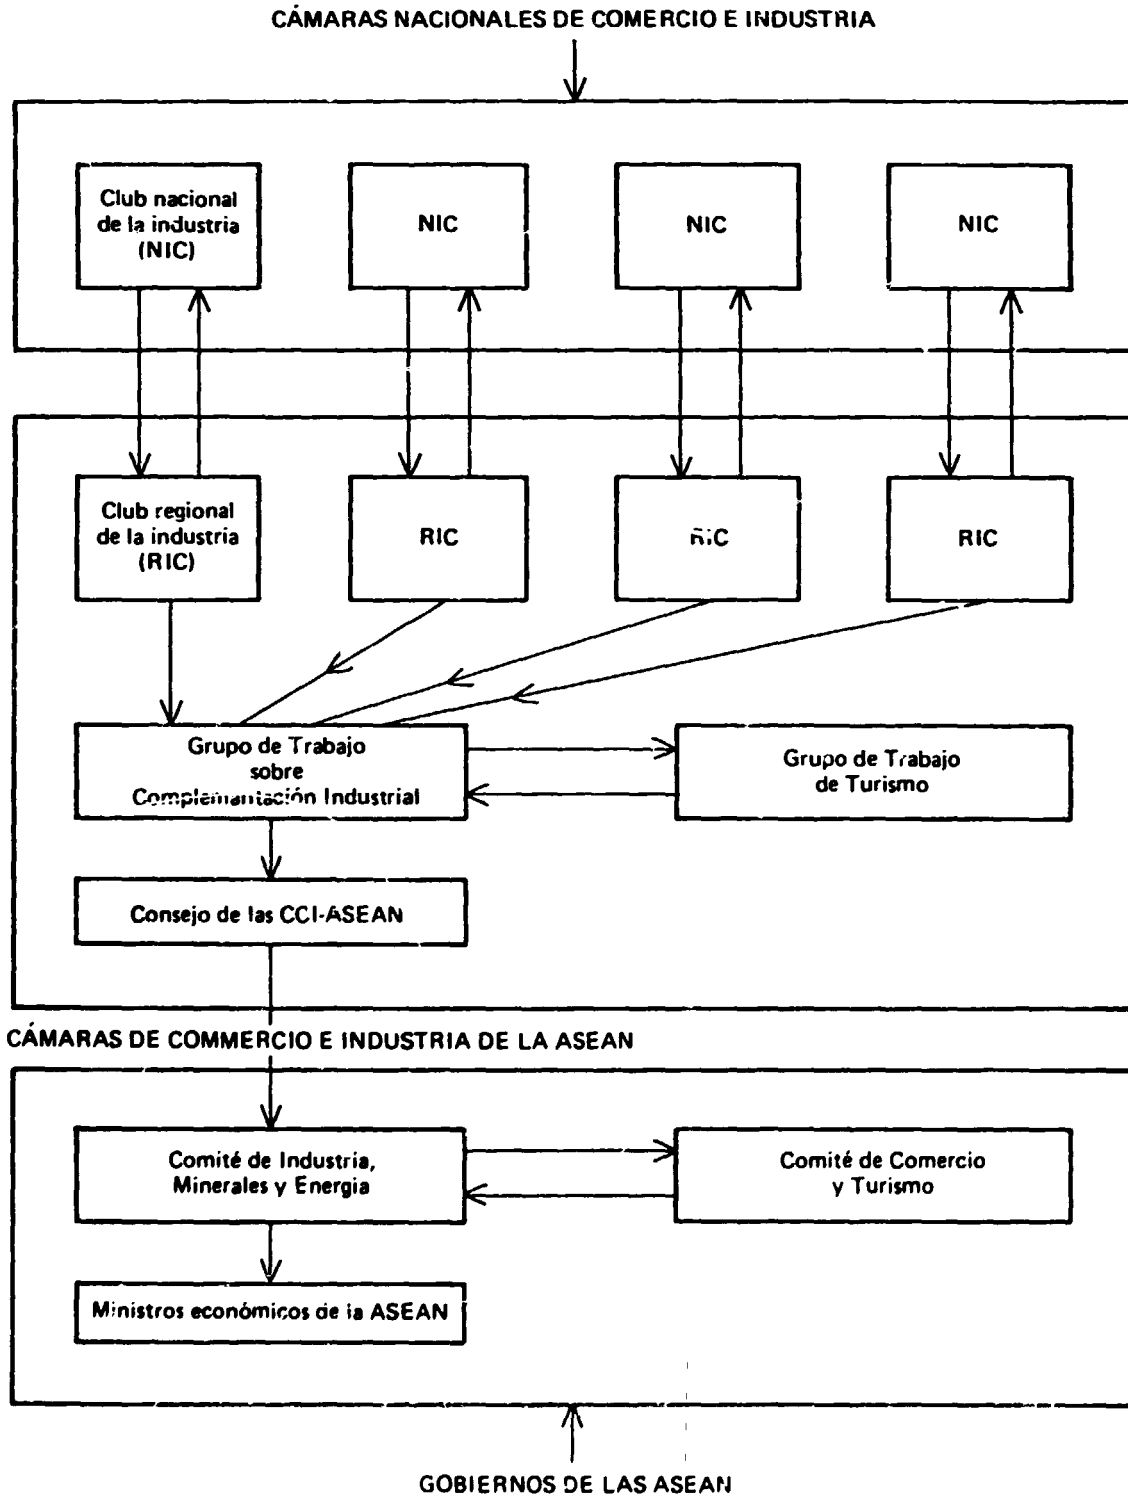 CÁMARAS NACIONALES DE COMERCIO E INDUSTRIA
Club nacional
de la industria
(NIC)
NIC
NIC
NIC
Club regional
de la industria
(RIC)
RIC
RIC
RIC
Grupo de Trabajo
sobre
Complemantación Industrial
Grupo de Trabajo
de Turismo
Consejo de las CCI-ASEAN
CÁMARAS DE COMMERCIO E INDUSTRIA DE LA ASEAN
Comité de Industria,
Minerales y Energia
Comité de Comercio
y Turismo
Ministros económicos de la ASEAN
GOBIERNOS DE LAS ASEAN